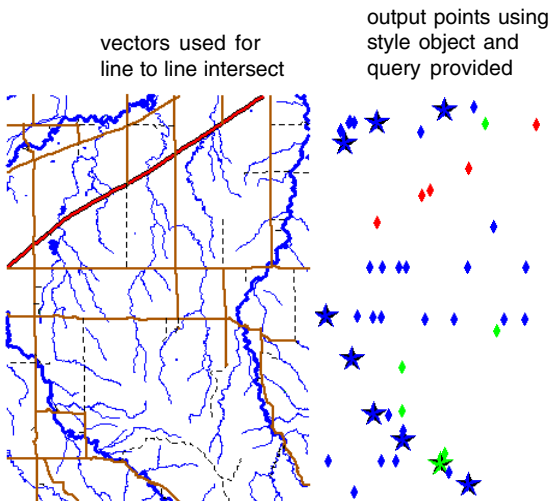 vectors used for
line to line intersect
output points using
style object and
query provided